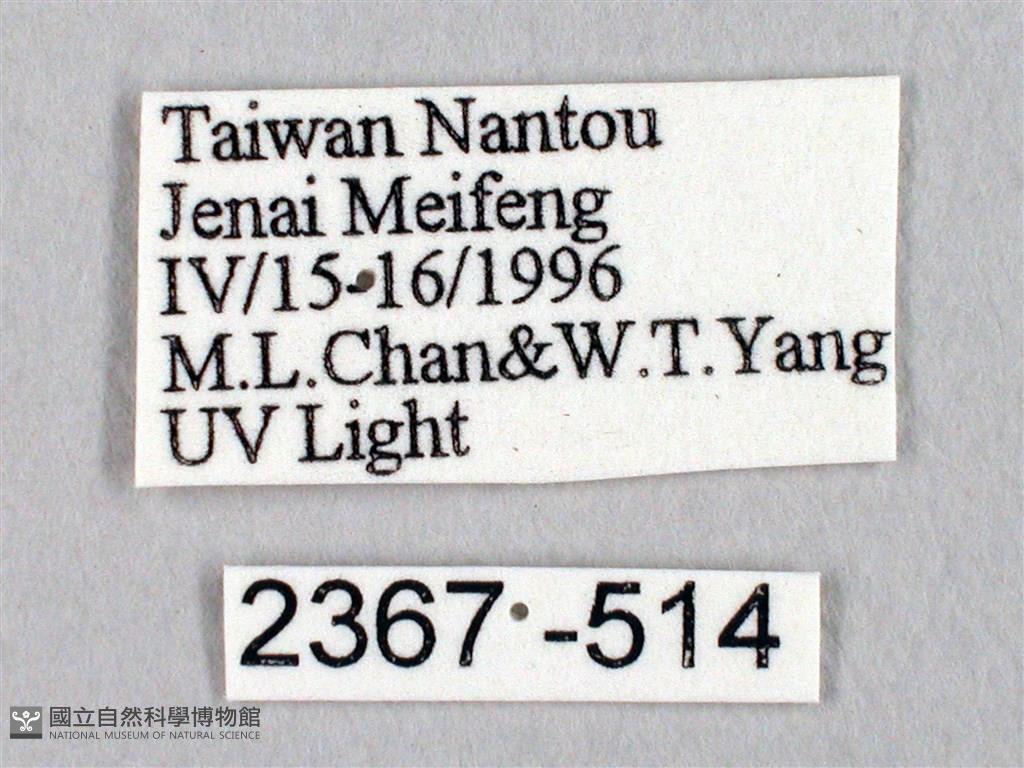 Taiwan Nantou
Jenai Meifeng
IV/15-16/1996
M.L.Chan&W.T.Yang
UV Light
2367-514
國立自然科學博物館
NATIONAL MUSEUM OF NATURAL SCIENCE